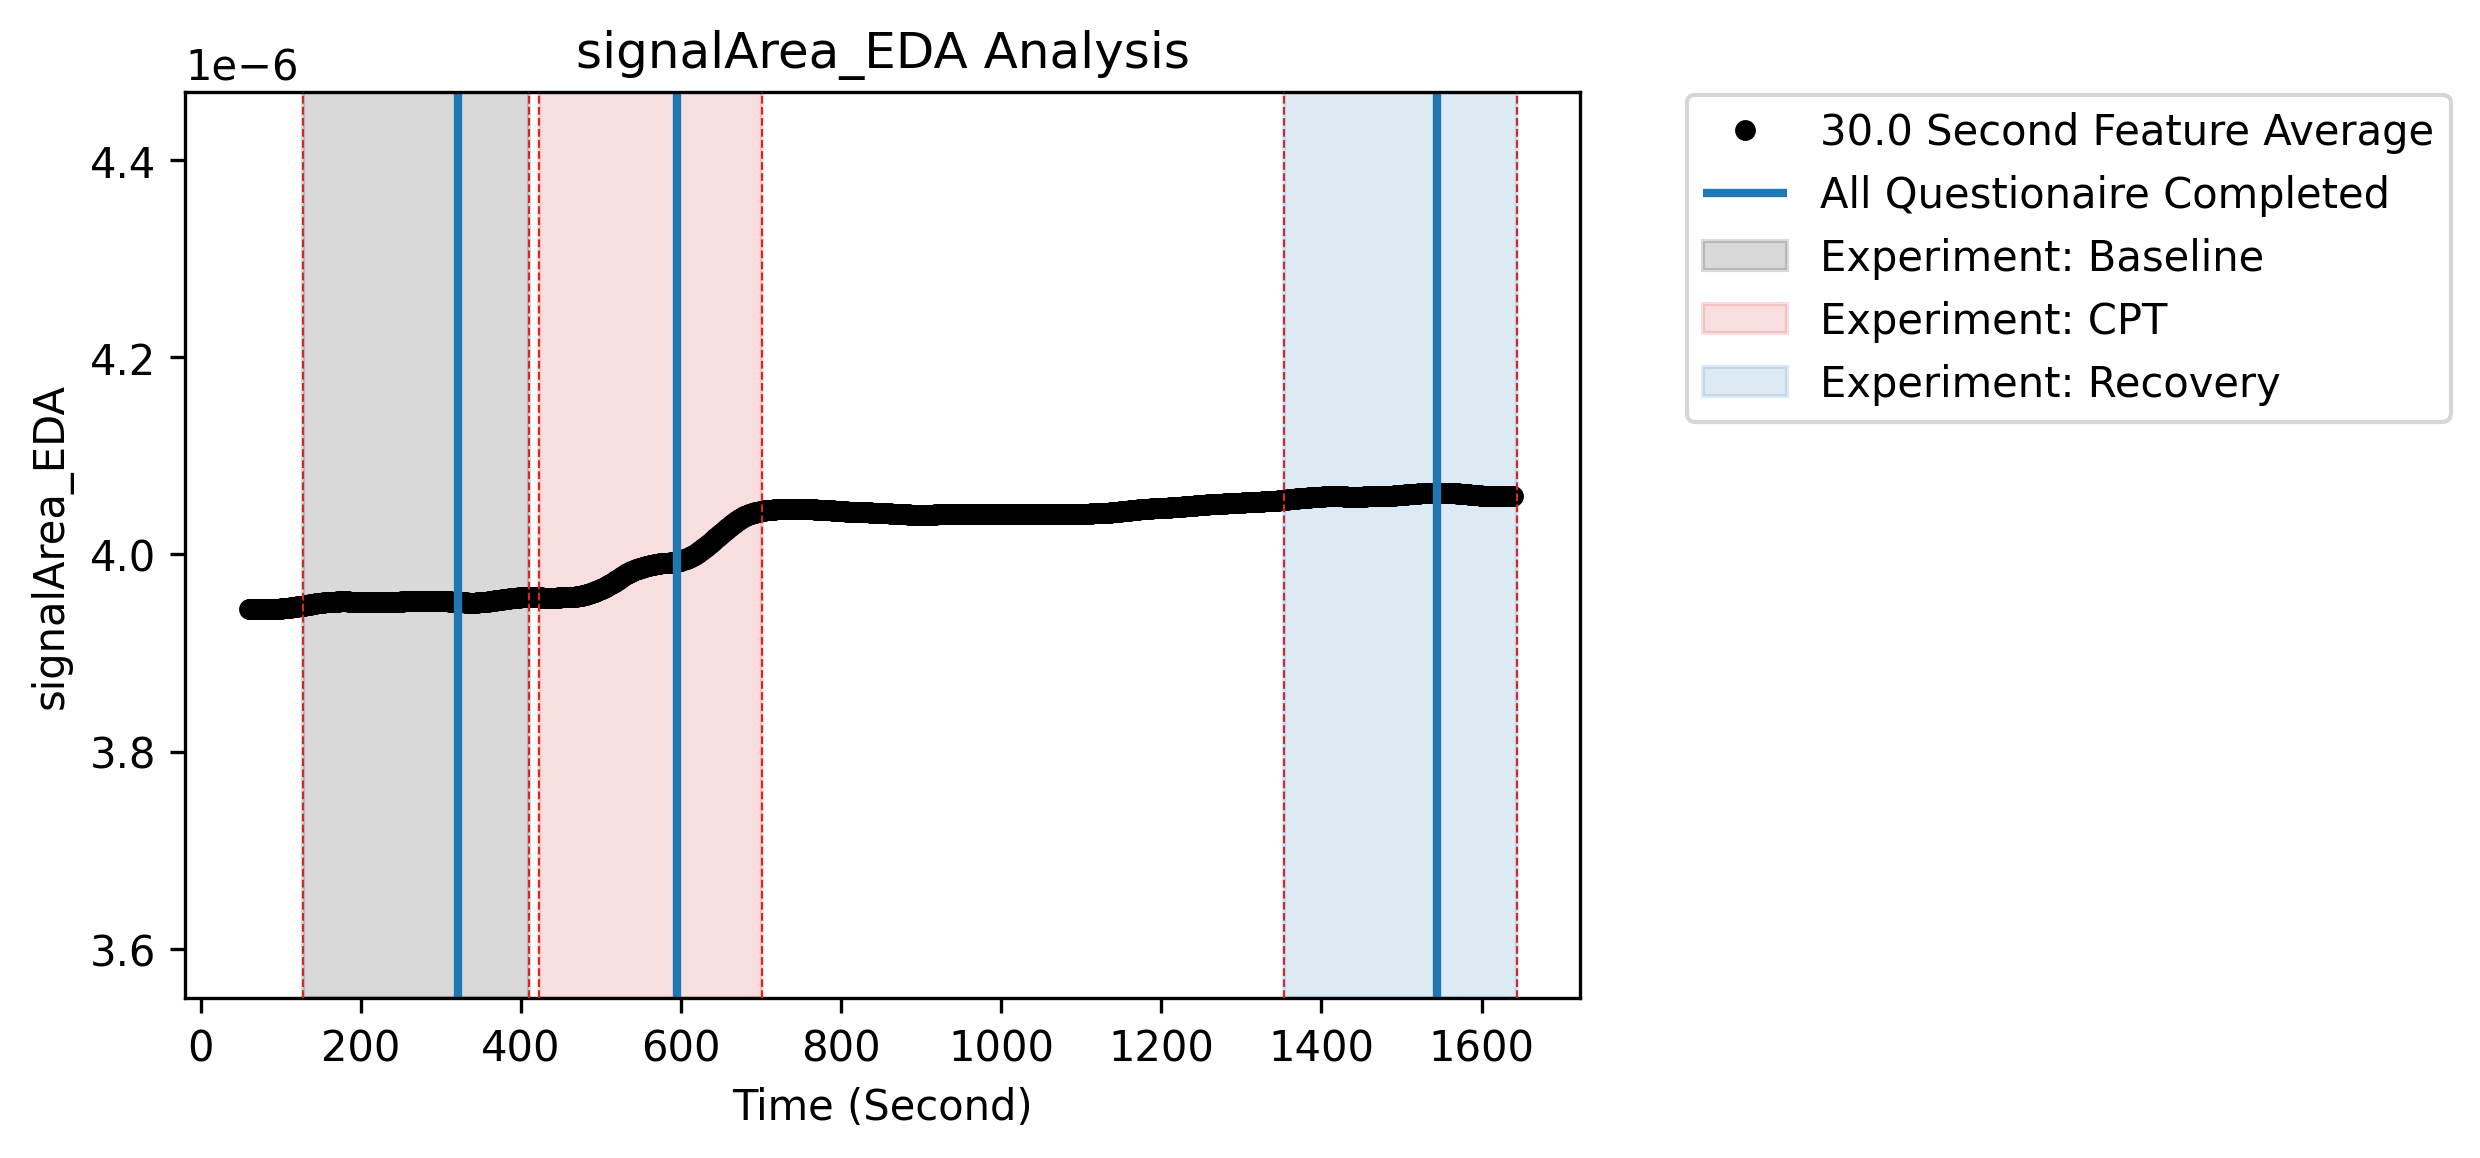 signalArea_EDA Analysis
1e−6
4.4
4.2
4.0
3.8
3.6
signalArea_EDA
0 200 400 600 800 1000 1200 1400 1600
Time (Second)
30.0 Second Feature Average
All Questionaire Completed
Experiment: Baseline
Experiment: CPT
Experiment: Recovery